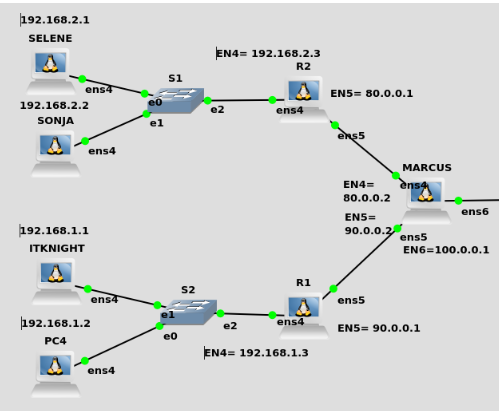 192.168.2.1
SELENE
ens4
192.168.2.2
SONJA
ens4
S1
e0
e1
e2
EN4= 192.168.2.3
R2
ens4
EN5= 80.0.0.1
ens5
MARCUS
EN4=
80.0.0.2
ens4
ens6
EN5=
90.0.0.2
ens5
EN6=100.0.0.1
192.168.1.1
ITKNIGHT
ens4
192.168.1.2
PC4
ens4
S2
e1
e0
e2
R1
ens4
ens5
EN5= 90.0.0.1
EN4= 192.168.1.3